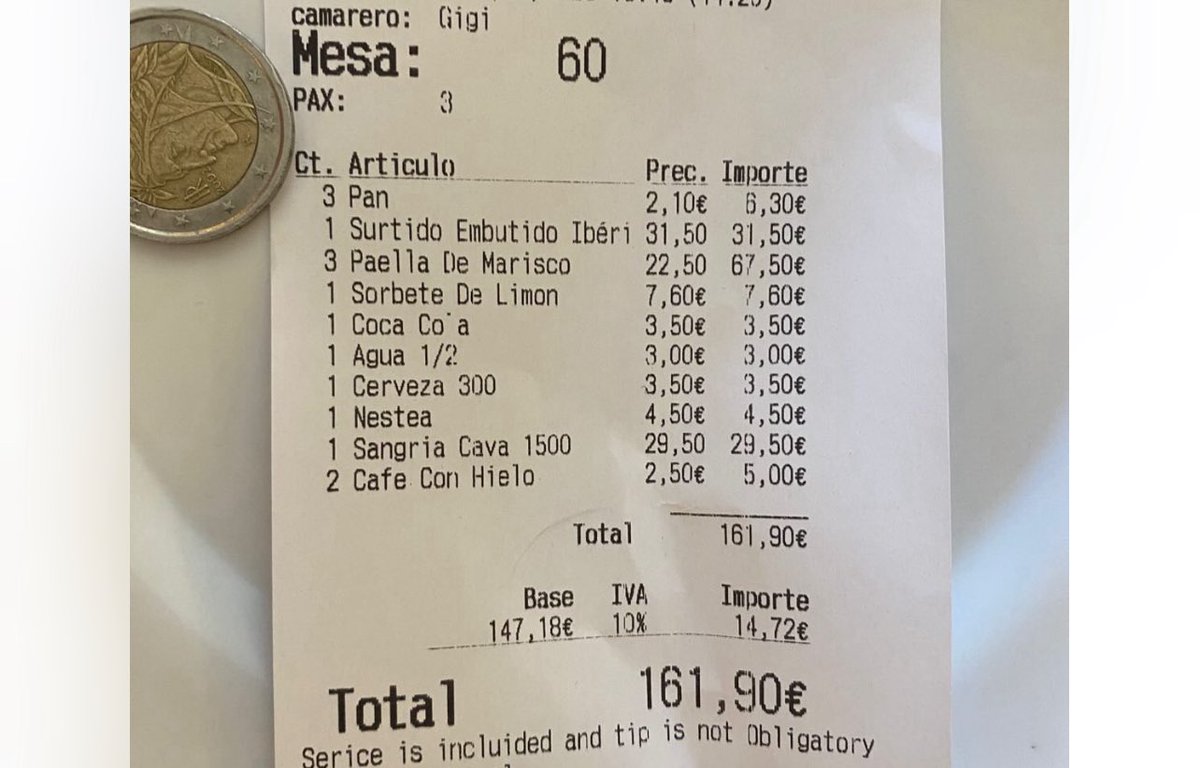 camarero: Gigi
Mesa: 60
PAX: 3
Ct. Articulo Prec. Importe
3 Pan 2,10€ 6,30€
1 Surtido Embutido Ibéri 31,50 31,50€
3 Paella De Marisco 22,50 67,50€
1 Sorbete De Limon 7,60€ 7,60€
1 Coca Co'a 3,50€ 3,50€
1 Agua 1/2 3,00€ 3,00€
1 Cerveza 300 3,50€ 3,50€
1 Nestea 4,50€ 4,50€
1 Sangria Cava 1500 29,50 29,50€
2 Cafe Con Hielo 2,50€ 5,00€
Total 161,90€
Base IVA Importe
147,18€ 10% 14,72€
Total 161,90€
Serice is incluided and tip is not Obligatory